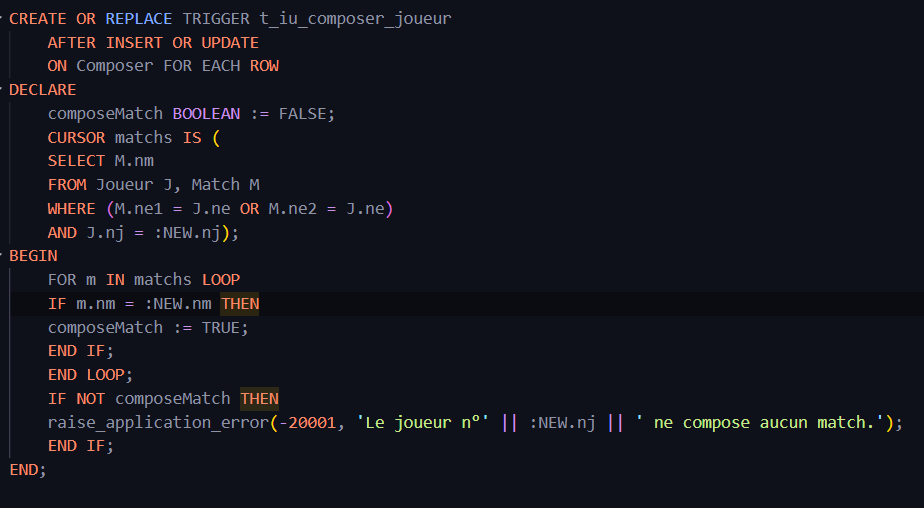 CREATE OR REPLACE TRIGGER t_iu_composer_joueur
    AFTER INSERT OR UPDATE
    ON Composer FOR EACH ROW
DECLARE
    composeMatch BOOLEAN := FALSE;
    CURSOR matchs IS (
    SELECT M.nm
    FROM Joueur J, Match M
    WHERE (M.ne1 = J.ne OR M.ne2 = J.ne)
    AND J.nj = :NEW.nj);
BEGIN
    FOR m IN matchs LOOP
    IF m.nm = :NEW.nm THEN
    composeMatch := TRUE;
    END IF;
    END LOOP;
    IF NOT composeMatch THEN
    raise_application_error(-20001, 'Le joueur n°' || :NEW.nj || ' ne compose aucun match.');
    END IF;
END;